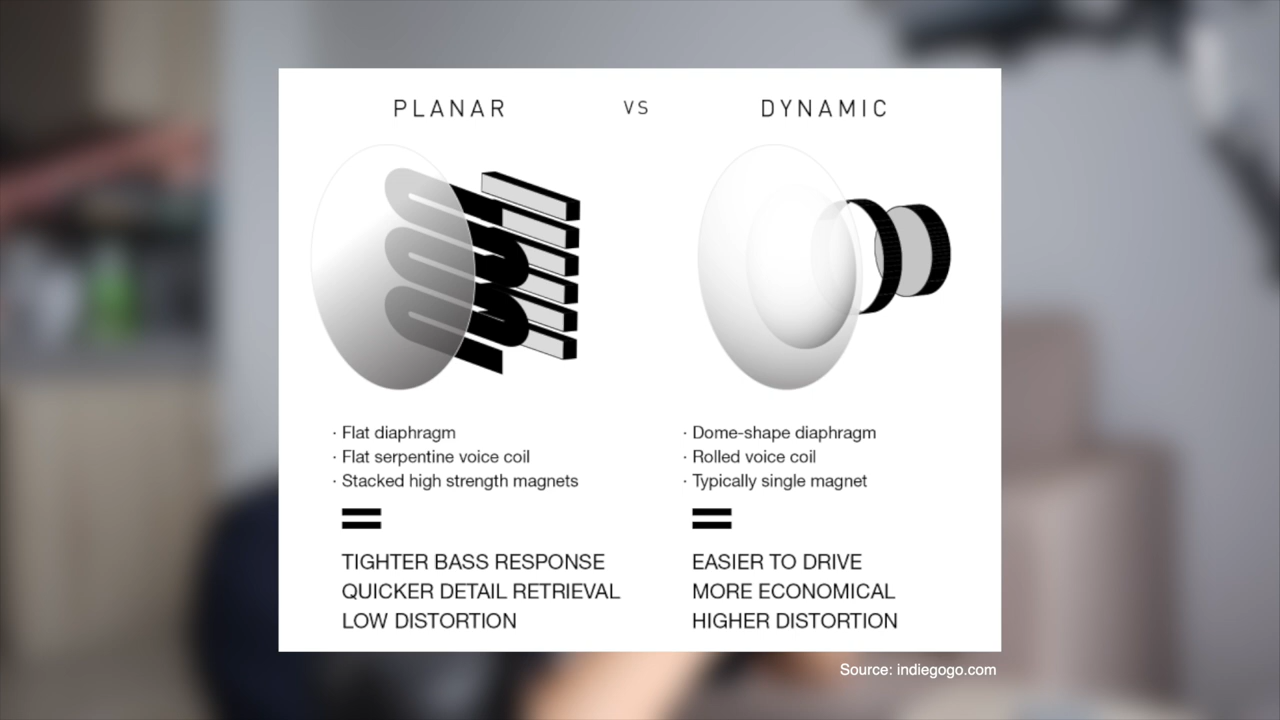 PLANAR VS DYNAMIC
· Flat diaphragm
· Flat serpentine voice coil
· Stacked high strength magnets
=
TIGHTER BASS RESPONSE
QUICKER DETAIL RETRIEVAL
LOW DISTORTION
· Dome-shape diaphragm
· Rolled voice coil
· Typically single magnet
=
EASIER TO DRIVE
MORE ECONOMICAL
HIGHER DISTORTION
Source: indiegogo.com